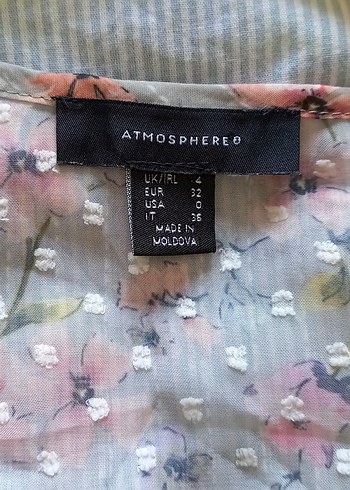 ATMOSPHERE®
UK/IRL 4
EUR 32
USA 0
IT 36
MADE IN
MOLDOVA